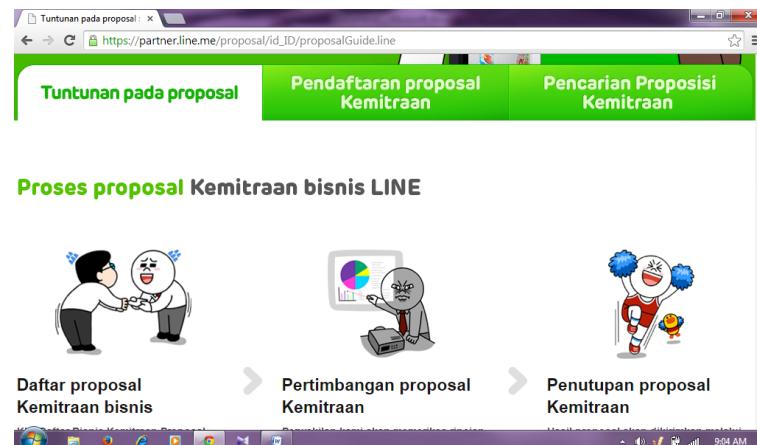 Tuntunan pada proposal
https://partner.line.me/proposal/id_ID/proposalGuide.line
Tuntunan pada proposal
Pendaftaran proposal
Kemitraan
Pencarian Proposisi
Kemitraan
Proses proposal Kemitraan bisnis LINE
Daftar proposal
Kemitraan bisnis
Pertimbangan proposal
Kemitraan
Penutupan proposal
Kemitraan
9:04 AM